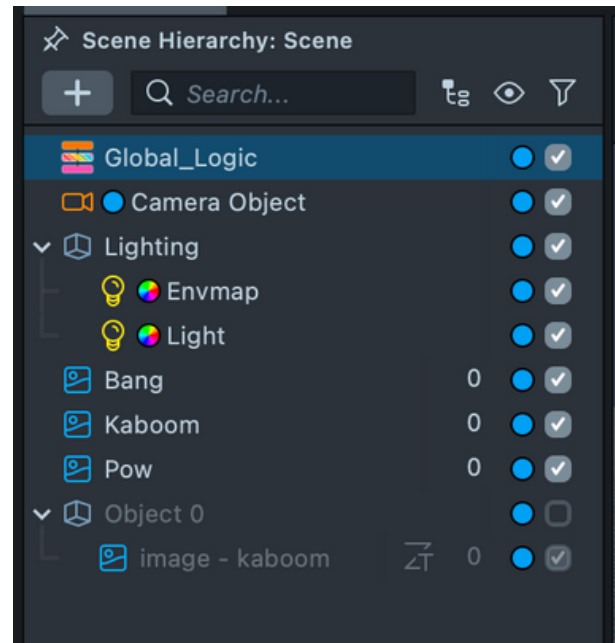 Scene Hierarchy: Scene
Search...
Global_Logic
Camera Object
Lighting
Envmap
Light
Bang 0
Kaboom 0
Pow 0
Object 0
image - kaboom 0